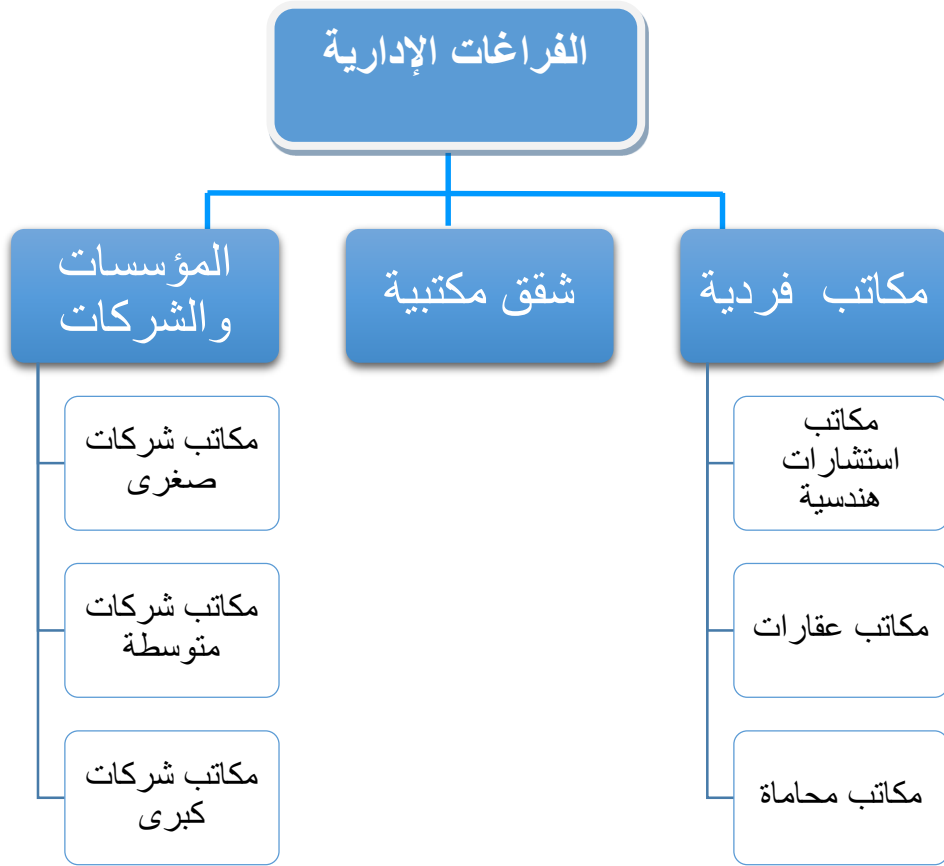 الفراغات الإدارية
مكاتب فردية
شقق مكتبية
المؤسسات
والشركات
مكاتب
استشارات
هندسية
مكاتب عقارات
مكاتب محاماة
مكاتب شركات
صغرى
مكاتب شركات
متوسطة
مكاتب شركات
كبرى